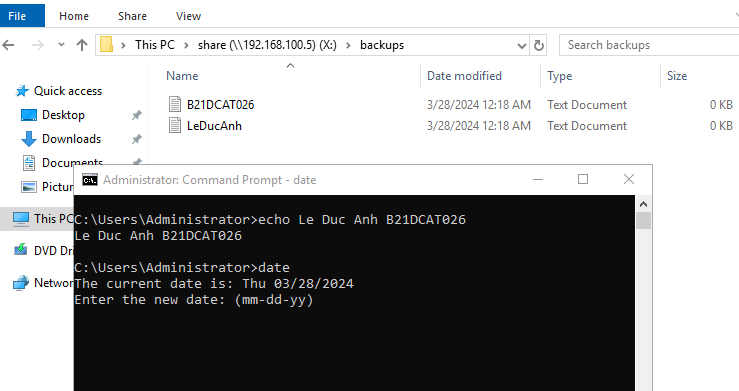 File Home Share View
This PC share (\\192.168.100.5) (X:) backups Search backups
Name Date modified Type Size
Quick access
B21DCAT026 3/28/2024 12:18 AM Text Document 0 KB
Desktop
LeDucAnh 3/28/2024 12:18 AM Text Document 0 KB
Downloads
Documents
Pictur
This PC
DVD Dri
Networ
Administrator: Command Prompt - date
C:\Users\Administrator>echo Le Duc Anh B21DCAT026
Le Duc Anh B21DCAT026
C:\Users\Administrator>date
The current date is: Thu 03/28/2024
Enter the new date: (mm-dd-yy)